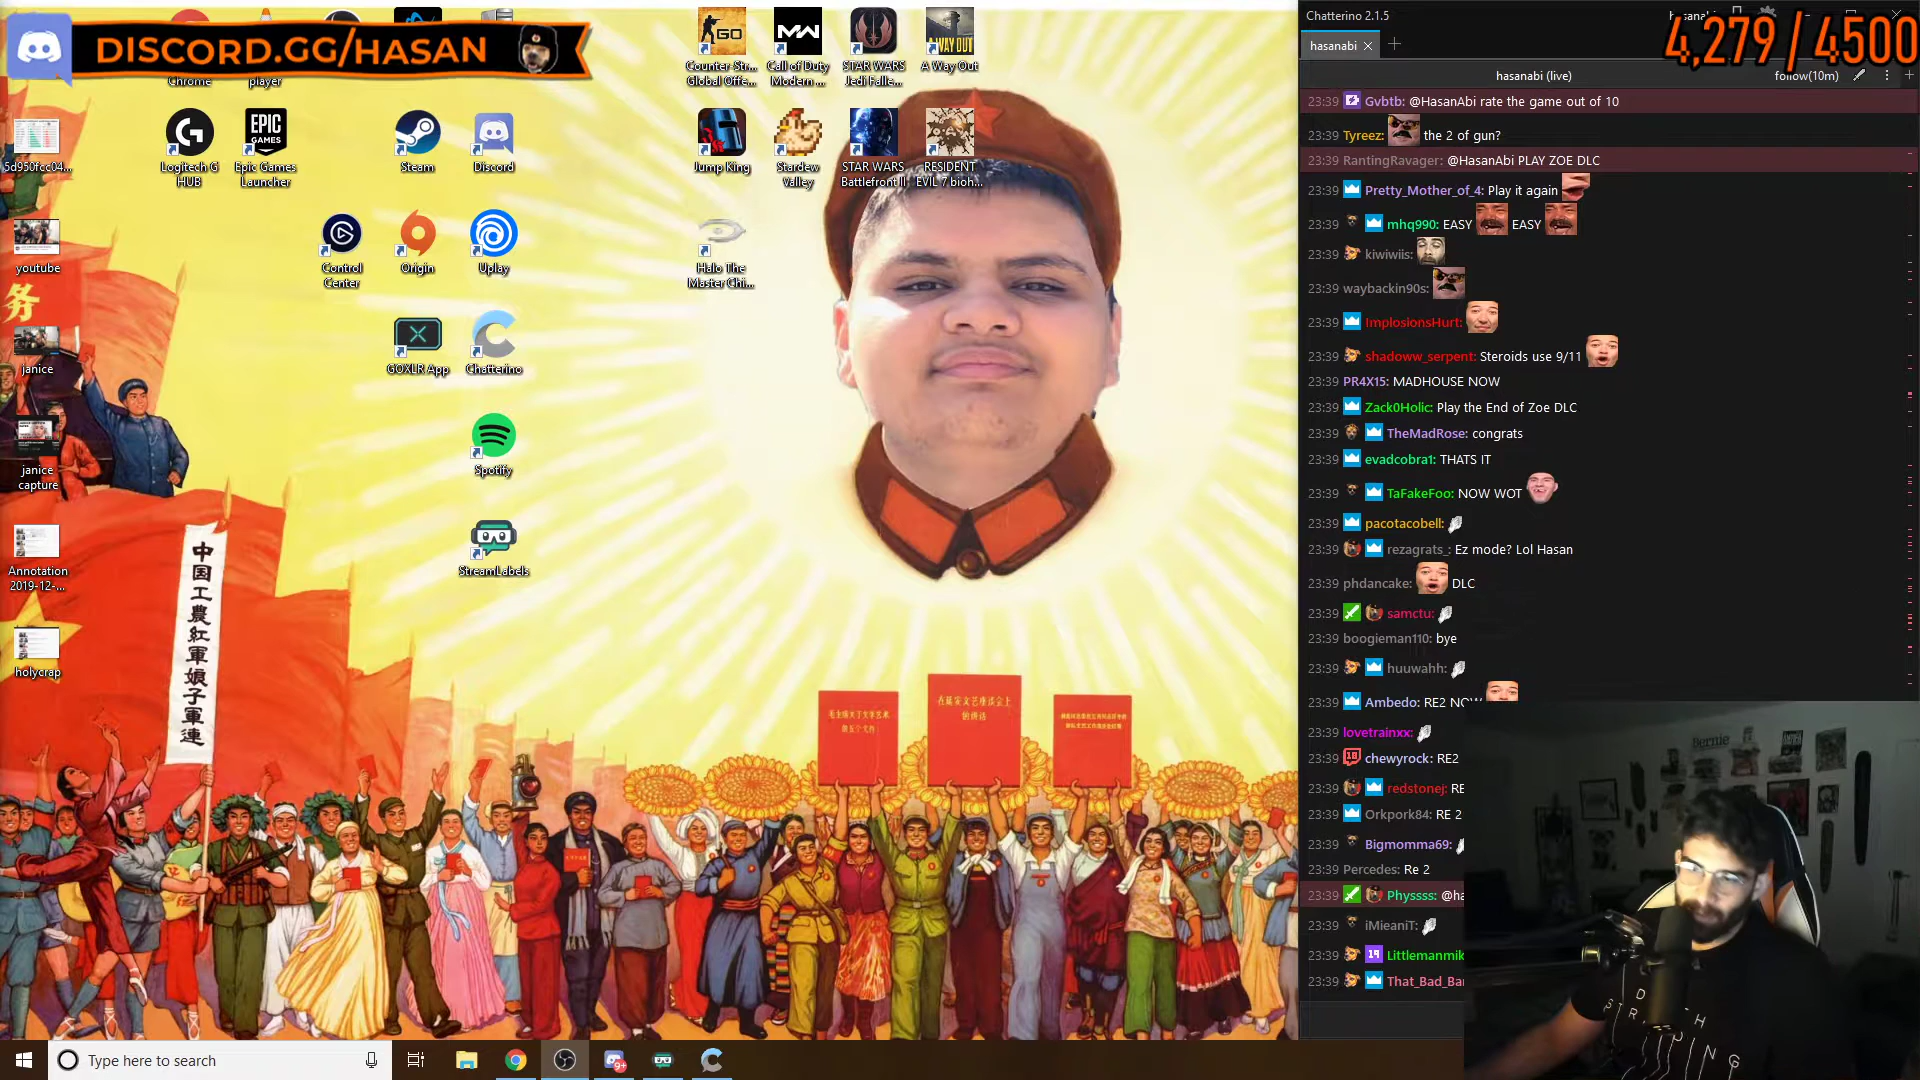 DISCORD.GG/HASAN
Chrome
player
Counter-Str...
Global Offe...
Call of Duty
Modern ...
STAR WARS
Jedi Falle...
A Way Out
5d950fcc04...
Logitech G
HUB
Epic Games
Launcher
Steam
Discord
Jump King
Stardew
Valley
STAR WARS
Battlefront II
RESIDENT
EVIL 7 bioh...
youtube
Control
Center
Origin
Uplay
Halo The
Master Chi...
务
janice
GOXLR App
Chatterino
janice
capture
Spotify
Annotation
2019-12-...
StreamLabels
holycrap
中国工農紅軍娘子軍連
Type here to search
Chatterino 2.1.5
4,279 / 4500
hasanabi
hasanabi (live)
follow(10m)
23:39 Gvbtb: @HasanAbi rate the game out of 10
23:39 Tyreez: the 2 of gun?
23:39 RantingRavager: @HasanAbi PLAY ZOE DLC
23:39 Pretty_Mother_of_4: Play it again
23:39 mhq990: EASY EASY
23:39 kiwiwiis:
23:39 waybackin90s:
23:39 ImplosionsHurt:
23:39 shadoww_serpent: Steroids use 9/11
23:39 PR4X15: MADHOUSE NOW
23:39 Zack0Holic: Play the End of Zoe DLC
23:39 TheMadRose: congrats
23:39 evadcobra1: THATS IT
23:39 TaFakeFoo: NOW WOT
23:39 pacotacobell:
23:39 rezagrats_: Ez mode? Lol Hasan
23:39 phdancake: DLC
23:39 samctu:
23:39 boogieman110: bye
23:39 huuwahh:
23:39 Ambedo: RE2 NOW
23:39 lovetrainxx:
23:39 chewyrock: RE2
23:39 redstonej: RE
23:39 Orkpork84: RE 2
23:39 Bigmomma69:
23:39 Percedes: Re 2
23:39 Physsss: @ha
23:39 iMieaniT:
23:39 Littlemanmik
23:39 That_Bad_Bar
Bernie